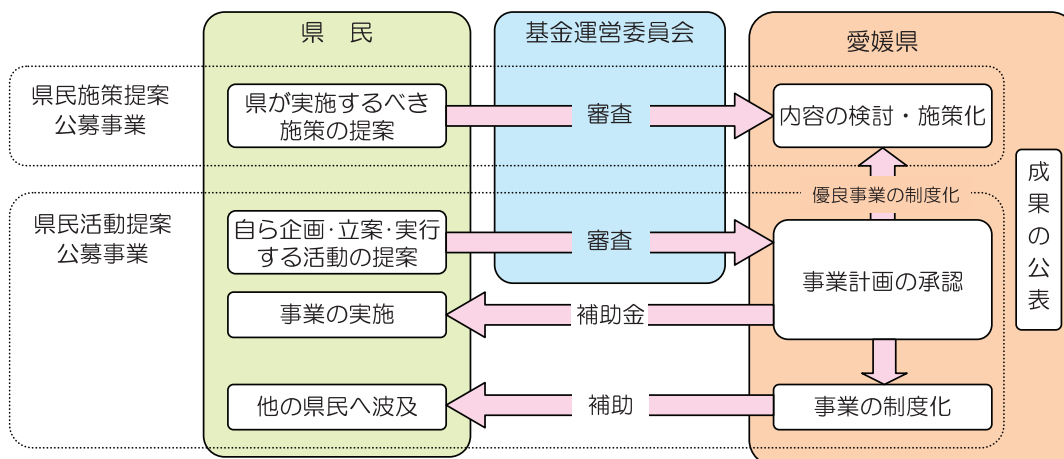 県　民
基金運営委員会
愛媛県
県民施策提案
公募事業
県が実施するべき
施策の提案
審査
内容の検討・施策化
優良事業の制度化
成果の公表
県民活動提案
公募事業
自ら企画・立案・実行
する活動の提案
審査
事業計画の承認
事業の実施
補助金
他の県民へ波及
補助
事業の制度化